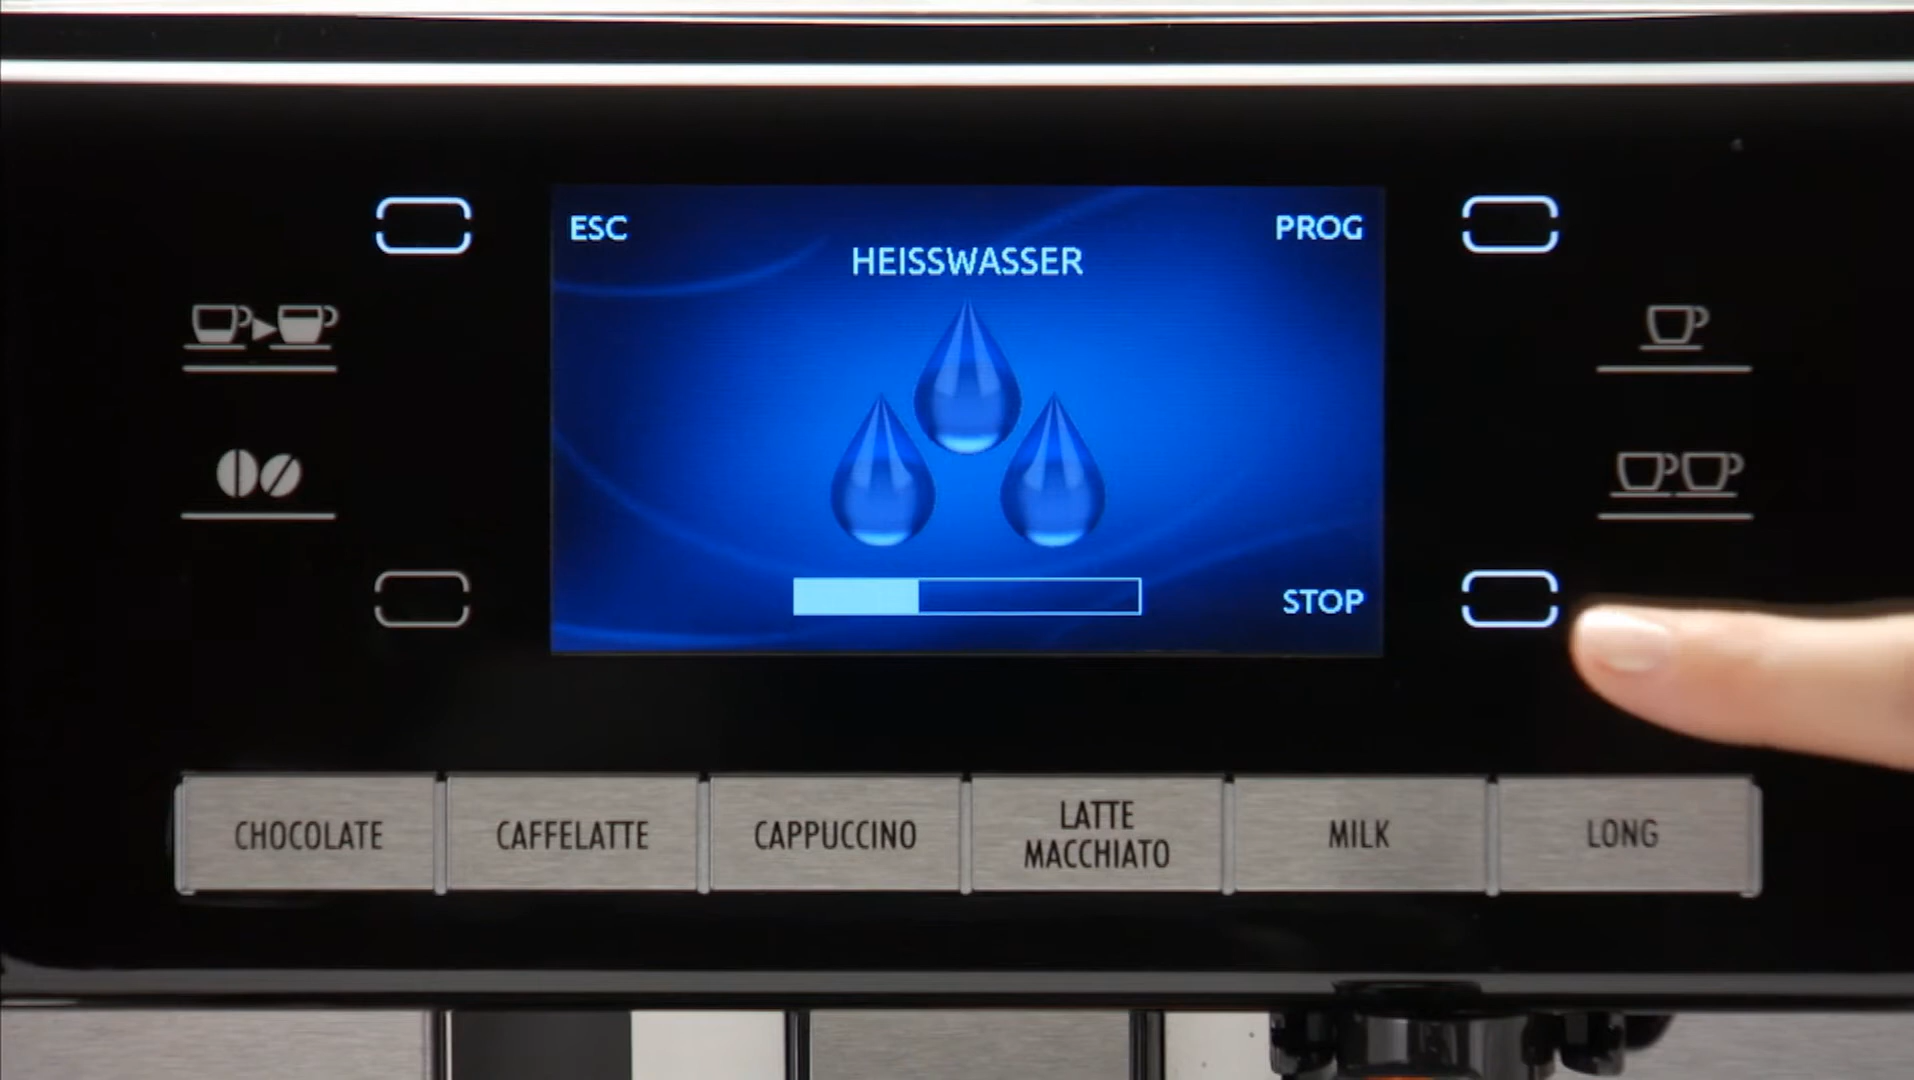 ESC
PROG
HEISSWASSER
STOP
CHOCOLATE
CAFFELATTE
CAPPUCCINO
LATTE
MACCHIATO
MILK
LONG